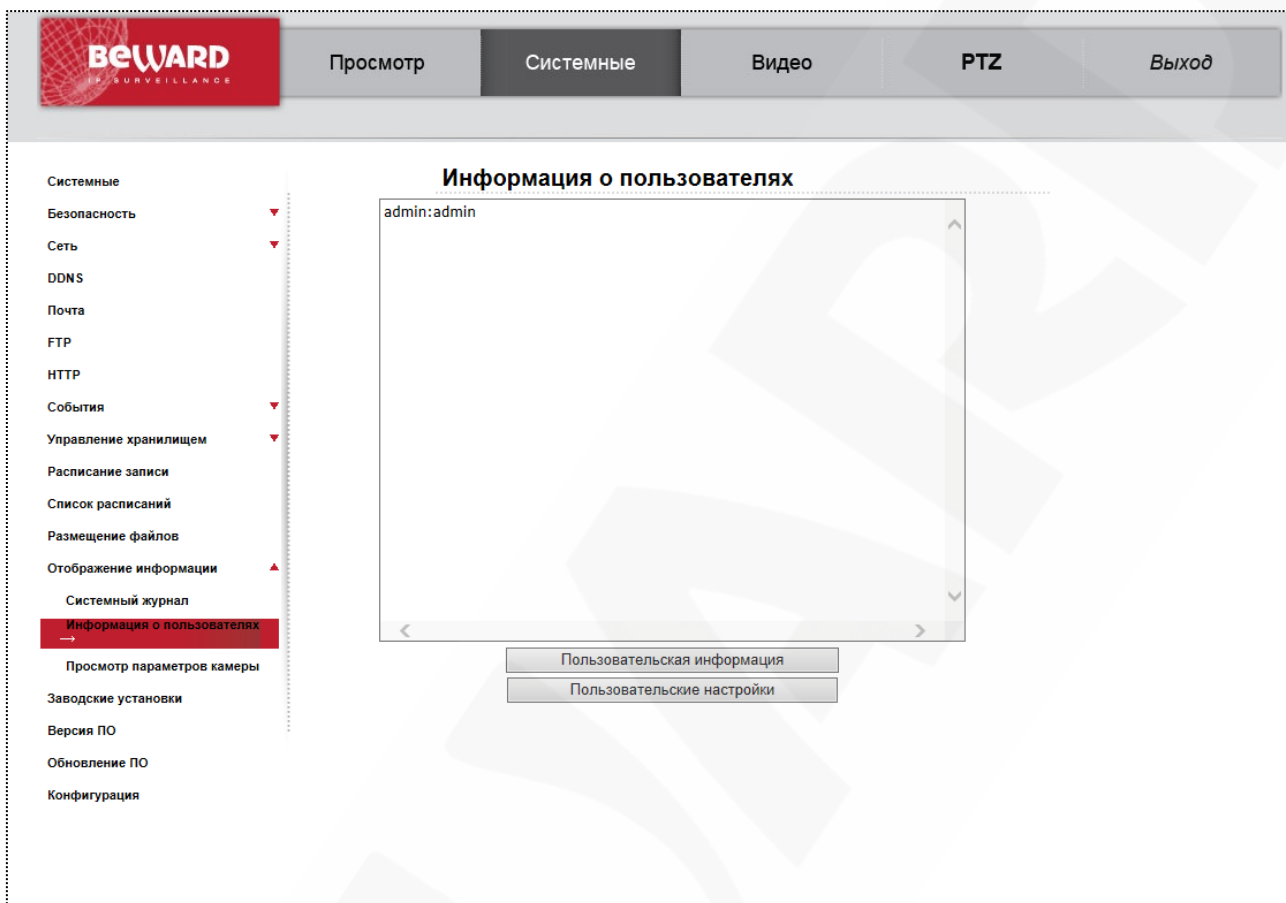 BEWARD
IP SURVEILLANCE
Просмотр
Системные
Видео
PTZ
Выход
Системные
Безопасность
Сеть
DDNS
Почта
FTP
HTTP
События
Управление хранилищем
Расписание записи
Список расписаний
Размещение файлов
Отображение информации
Системный журнал
Информация о пользователях
→
Просмотр параметров камеры
Заводские установки
Версия ПО
Обновление ПО
Конфигурация
Информация о пользователях
admin:admin
Пользовательская информация
Пользовательские настройки